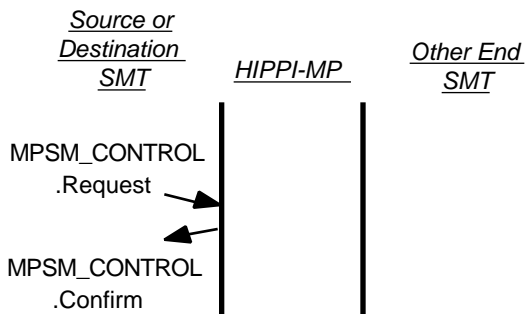 Source or
Destination
SMT
HIPPI-MP
Other End
SMT
MPSM_CONTROL
.Request
MPSM_CONTROL
.Confirm